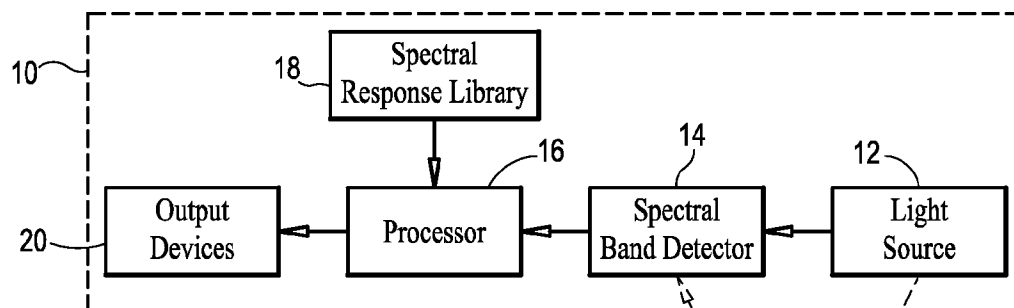 10
18
Spectral
Response Library
16
14
12
20
Output
Devices
Processor
Spectral
Band Detector
Light
Source